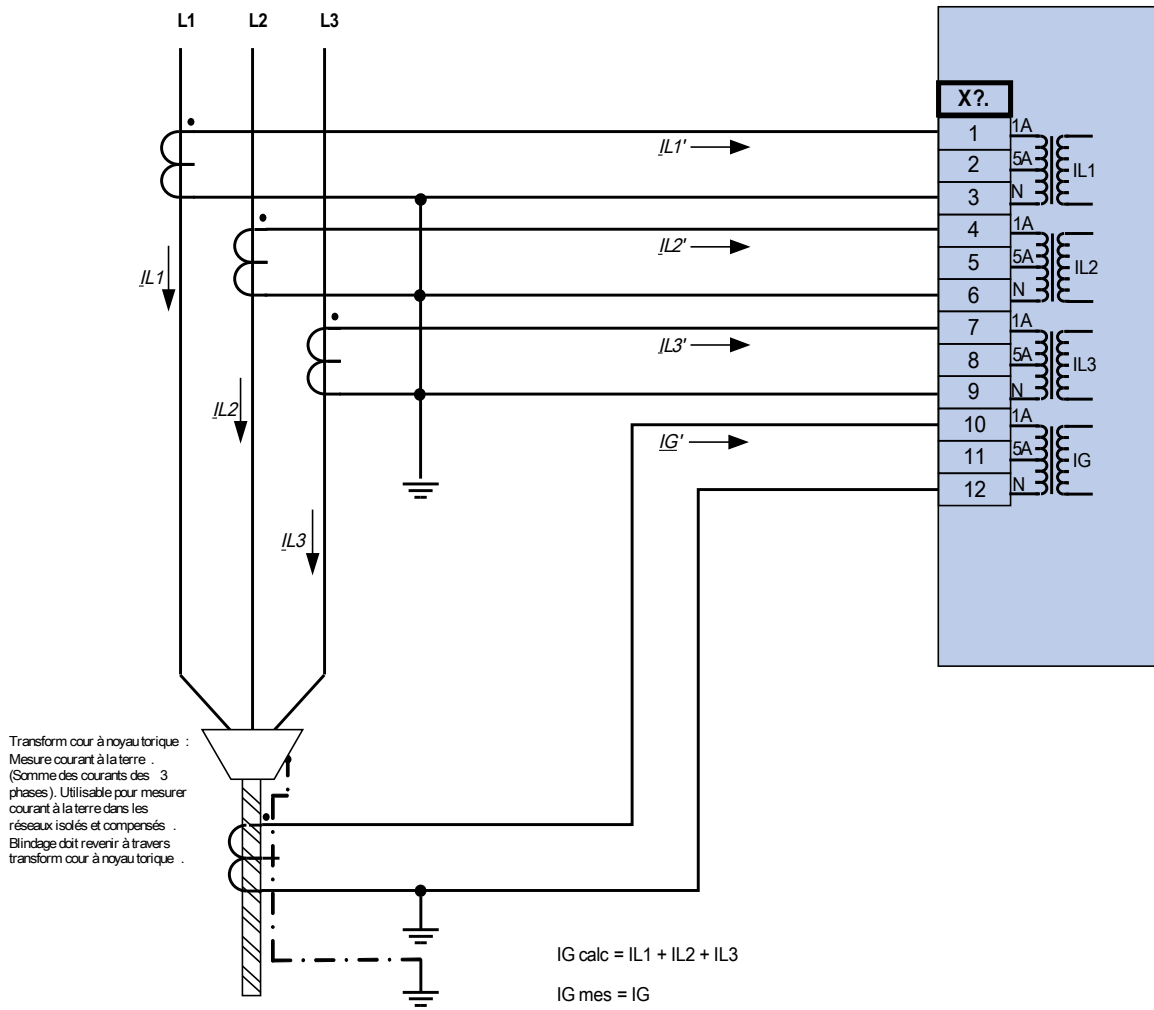 L1 L2 L3
X?.
1 1A
2 5A IL1
3 N
4 1A
5 5A IL2
6 N
7 1A
8 5A IL3
9 N
10 1A
11 5A IG
12 N
IL1'
IL2'
IL3'
IG'
IL1
IL2
IL3
Transform cour à noyau torique :
Mesure courant à la terre .
(Somme des courants des 3
phases). Utilisable pour mesurer
courant à la terre dans les
réseaux isolés et compensés .
Blindage doit revenir à travers
transform cour à noyau torique .
IG calc = IL1 + IL2 + IL3
IG mes = IG